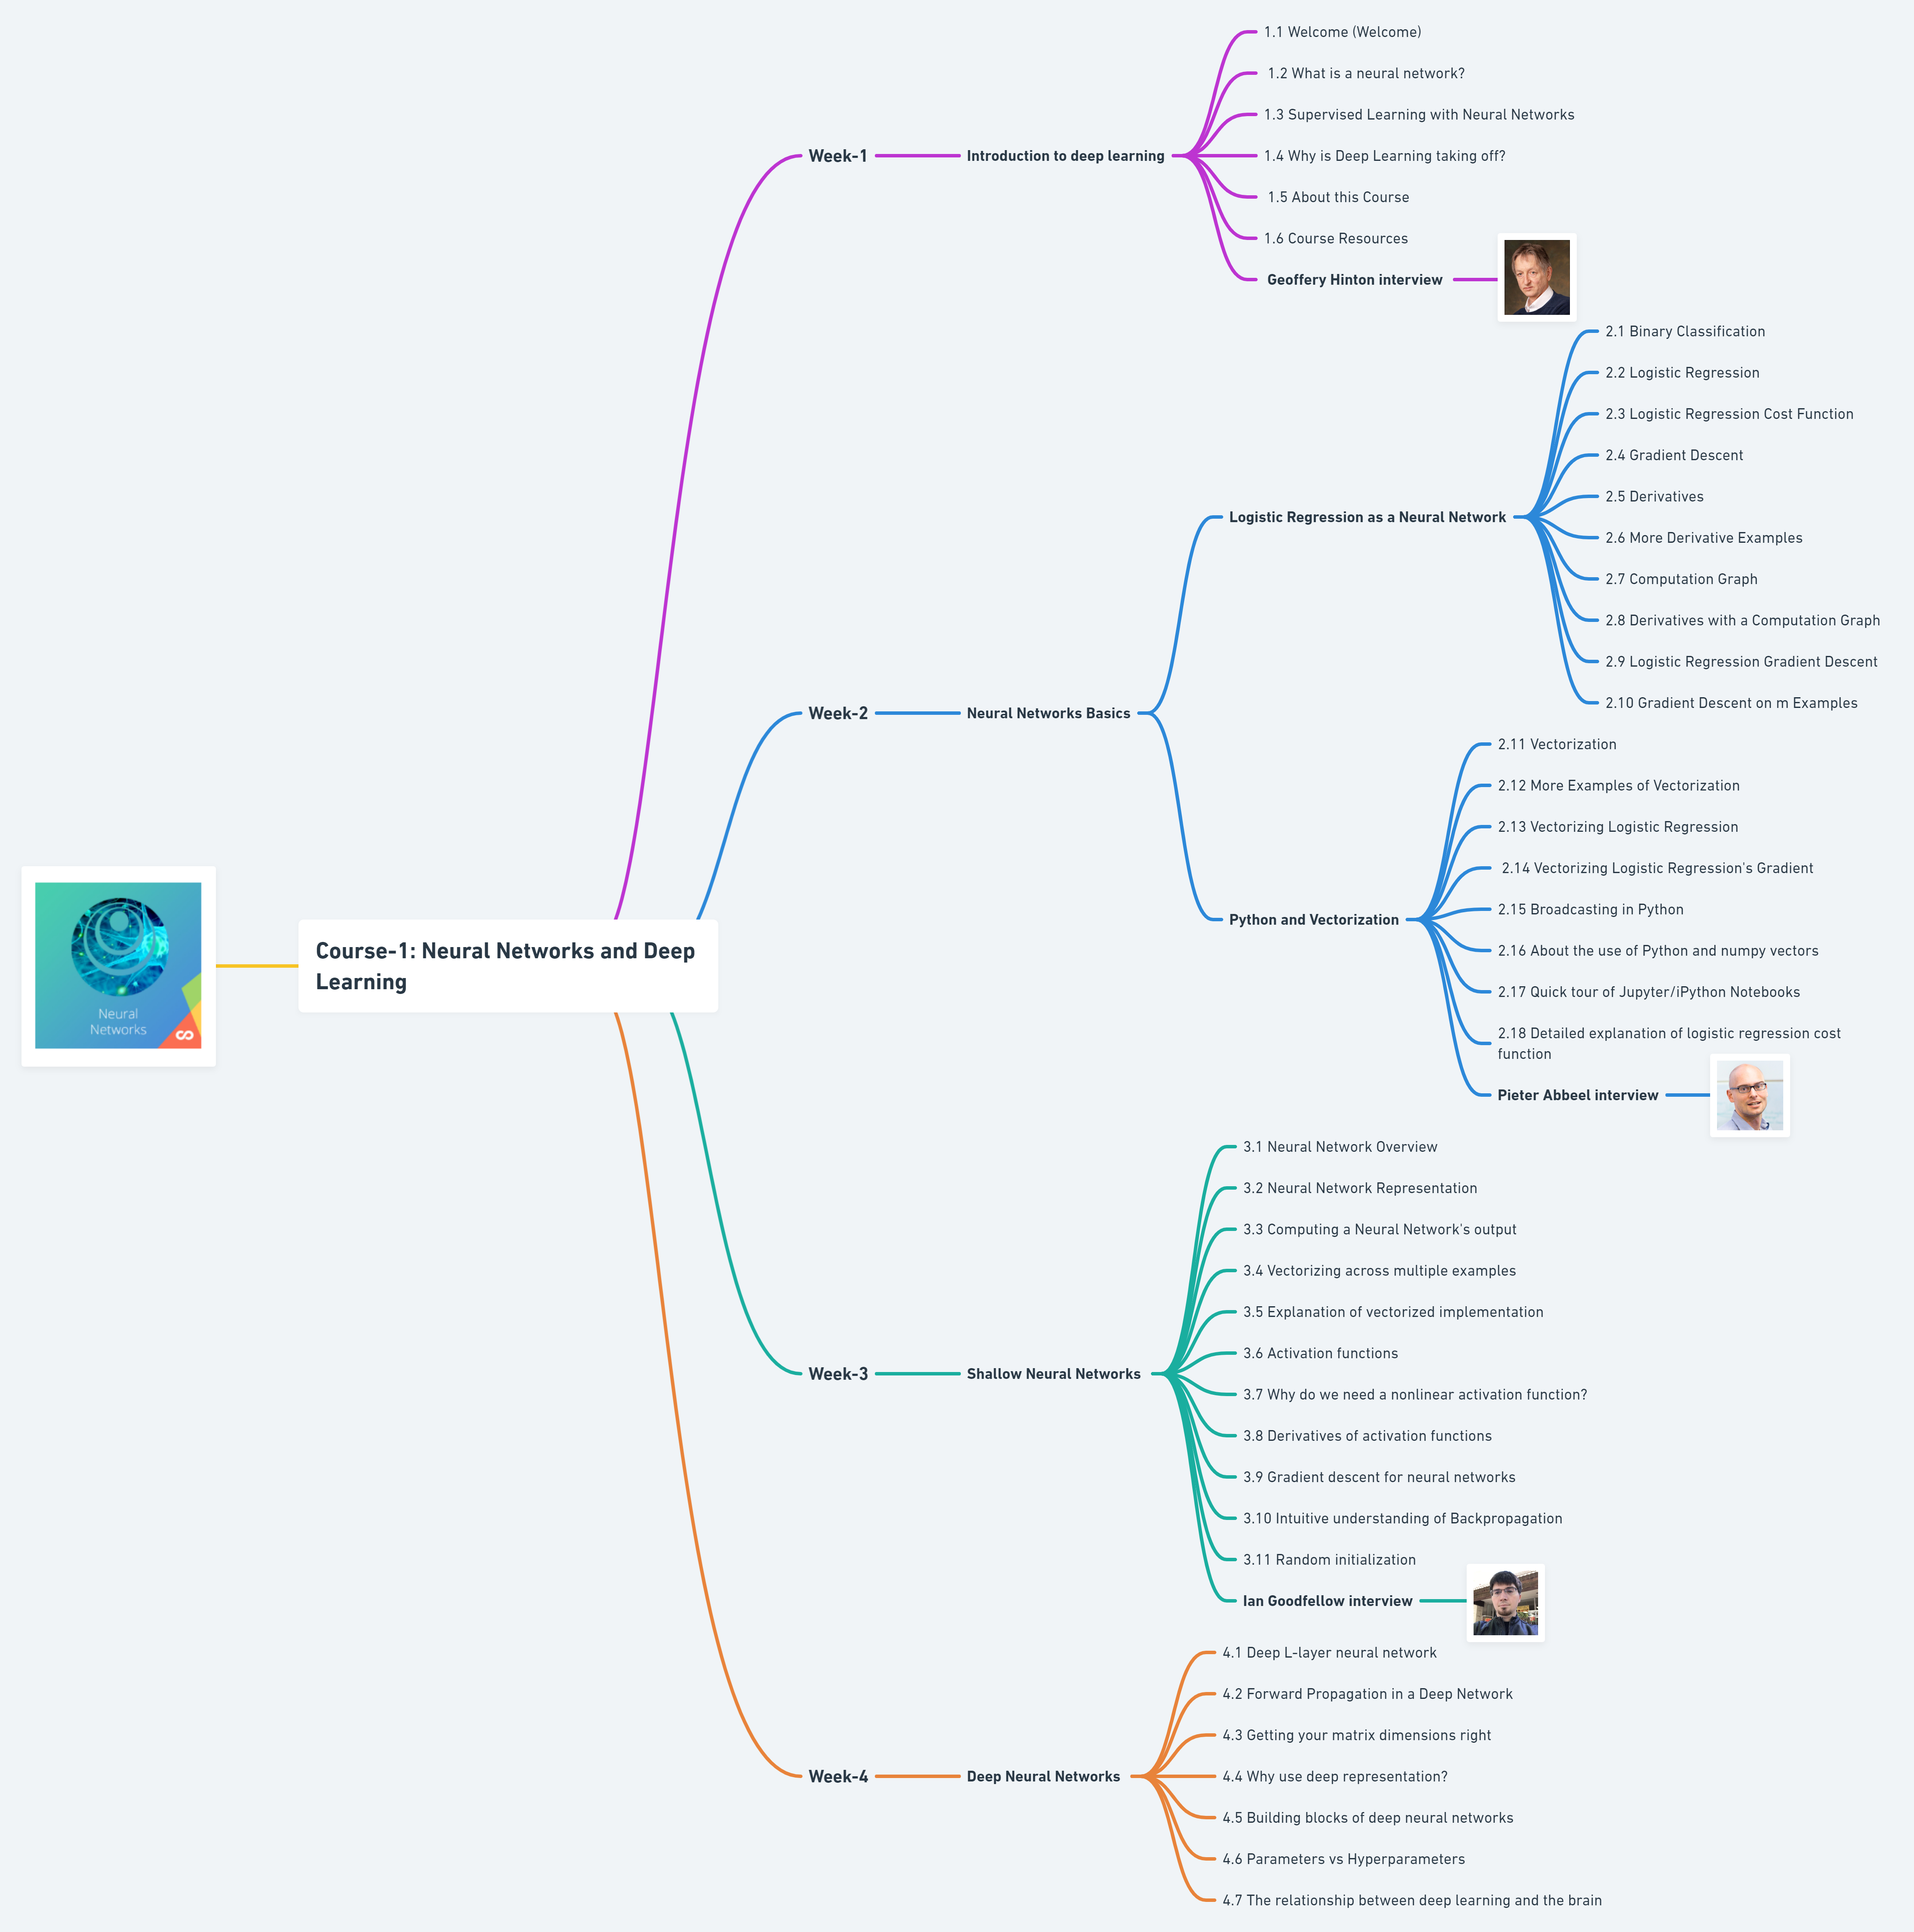 1.1 Welcome (Welcome)
1.2 What is a neural network?
1.3 Supervised Learning with Neural Networks
Week-1
Introduction to deep learning
1.4 Why is Deep Learning taking off?
1.5 About this Course
1.6 Course Resources
Geoffery Hinton interview
2.1 Binary Classification
2.2 Logistic Regression
2.3 Logistic Regression Cost Function
2.4 Gradient Descent
2.5 Derivatives
Logistic Regression as a Neural Network
2.6 More Derivative Examples
2.7 Computation Graph
2.8 Derivatives with a Computation Graph
2.9 Logistic Regression Gradient Descent
2.10 Gradient Descent on m Examples
Week-2
Neural Networks Basics
2.11 Vectorization
2.12 More Examples of Vectorization
2.13 Vectorizing Logistic Regression
2.14 Vectorizing Logistic Regression's Gradient
2.15 Broadcasting in Python
Python and Vectorization
2.16 About the use of Python and numpy vectors
2.17 Quick tour of Jupyter/iPython Notebooks
2.18 Detailed explanation of logistic regression cost
function
Pieter Abbeel interview
Neural
Networks
Course-1: Neural Networks and Deep
Learning
3.1 Neural Network Overview
3.2 Neural Network Representation
3.3 Computing a Neural Network's output
3.4 Vectorizing across multiple examples
3.5 Explanation of vectorized implementation
3.6 Activation functions
Week-3
Shallow Neural Networks
3.7 Why do we need a nonlinear activation function?
3.8 Derivatives of activation functions
3.9 Gradient descent for neural networks
3.10 Intuitive understanding of Backpropagation
3.11 Random initialization
Ian Goodfellow interview
4.1 Deep L-layer neural network
4.2 Forward Propagation in a Deep Network
4.3 Getting your matrix dimensions right
Week-4
Deep Neural Networks
4.4 Why use deep representation?
4.5 Building blocks of deep neural networks
4.6 Parameters vs Hyperparameters
4.7 The relationship between deep learning and the brain